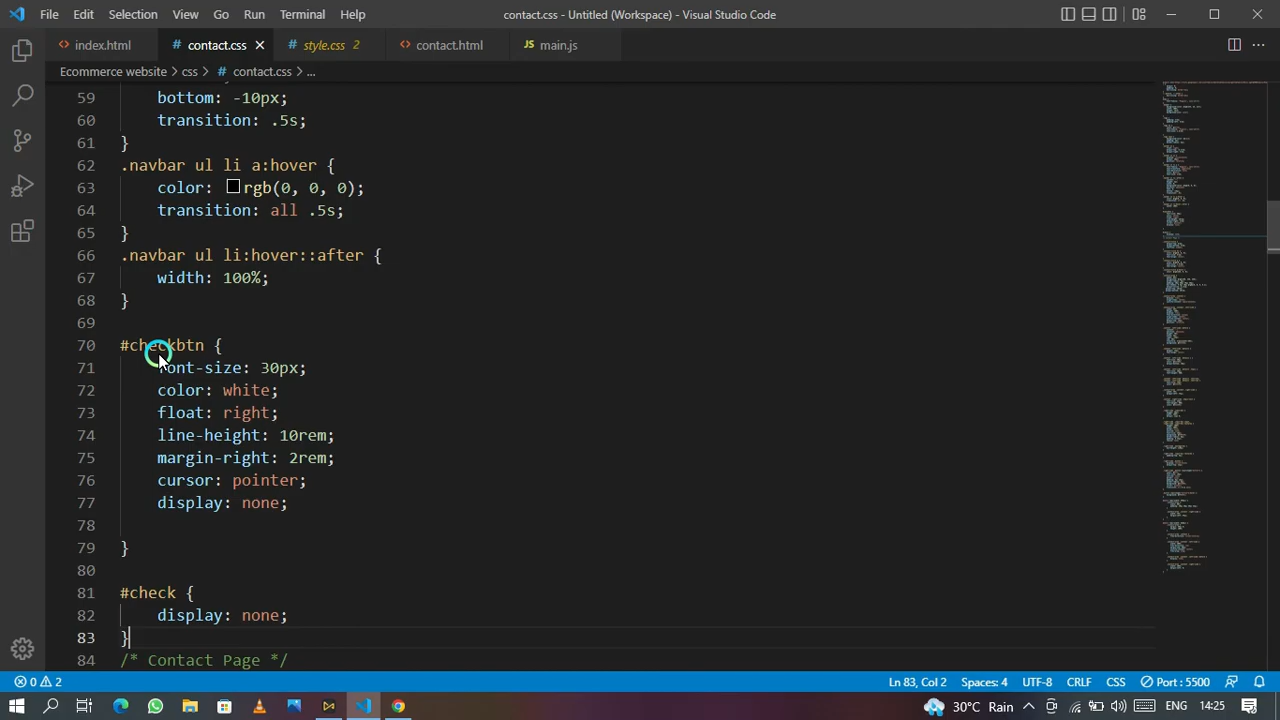 File Edit Selection View Go Run Terminal Help
contact.css - Untitled (Workspace) - Visual Studio Code
index.html
# contact.css
# style.css 2
contact.html
JS main.js
Ecommerce website > css > # contact.css > ...
59 bottom: -10px;
60 transition: .5s;
61 }
62 .navbar ul li a:hover {
63 color: rgb(0, 0, 0);
64 transition: all .5s;
65 }
66 .navbar ul li:hover::after {
67 width: 100%;
68 }
69
70 #checkbtn {
71 font-size: 30px;
72 color: white;
73 float: right;
74 line-height: 10rem;
75 margin-right: 2rem;
76 cursor: pointer;
77 display: none;
78
79 }
80
81 #check {
82 display: none;
83 }
84 /* Contact Page */
0 2
Ln 83, Col 2 Spaces: 4 UTF-8 CRLF CSS Port : 5500
30°C Rain 14:25